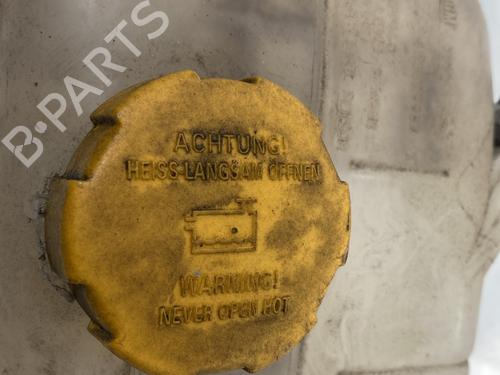 B-PARTS
ACHTUNG!
HEISS LANGSAM ÖFFNEN
WARNING!
NEVER OPEN HOT